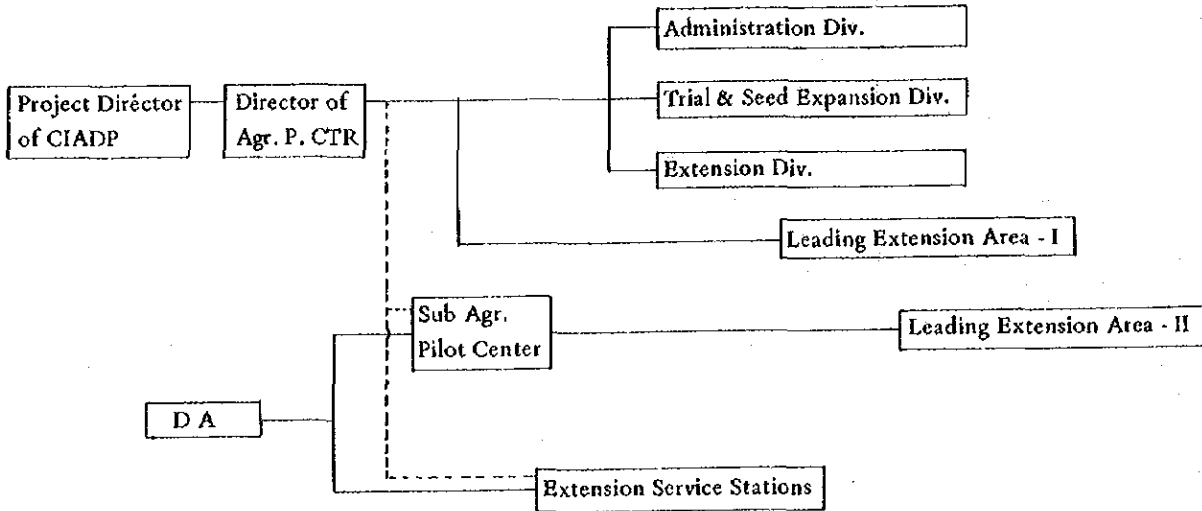 Administration Div.
Project Director
of CIADP
Director of
Agr. P. CTR
Trial & Seed Expansion Div.
Extension Div.
Leading Extension Area - I
Sub Agr.
Pilot Center
Leading Extension Area - II
D A
Extension Service Stations